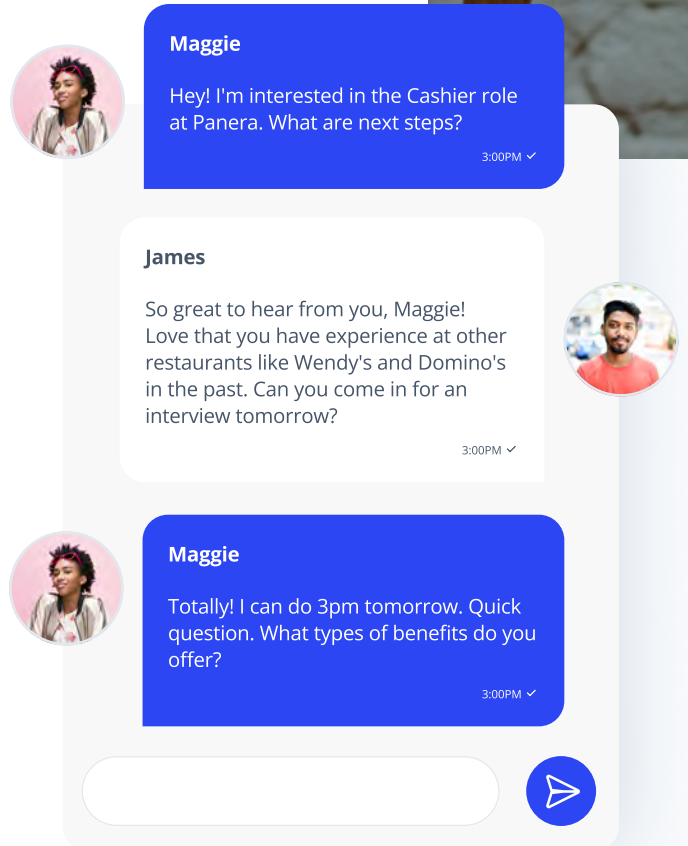 Maggie
Hey! I'm interested in the Cashier role
at Panera. What are next steps?
3:00PM
James
So great to hear from you, Maggie!
Love that you have experience at other
restaurants like Wendy's and Domino's
in the past. Can you come in for an
interview tomorrow?
3:00PM
Maggie
Totally! I can do 3pm tomorrow. Quick
question. What types of benefits do you
offer?
3:00PM